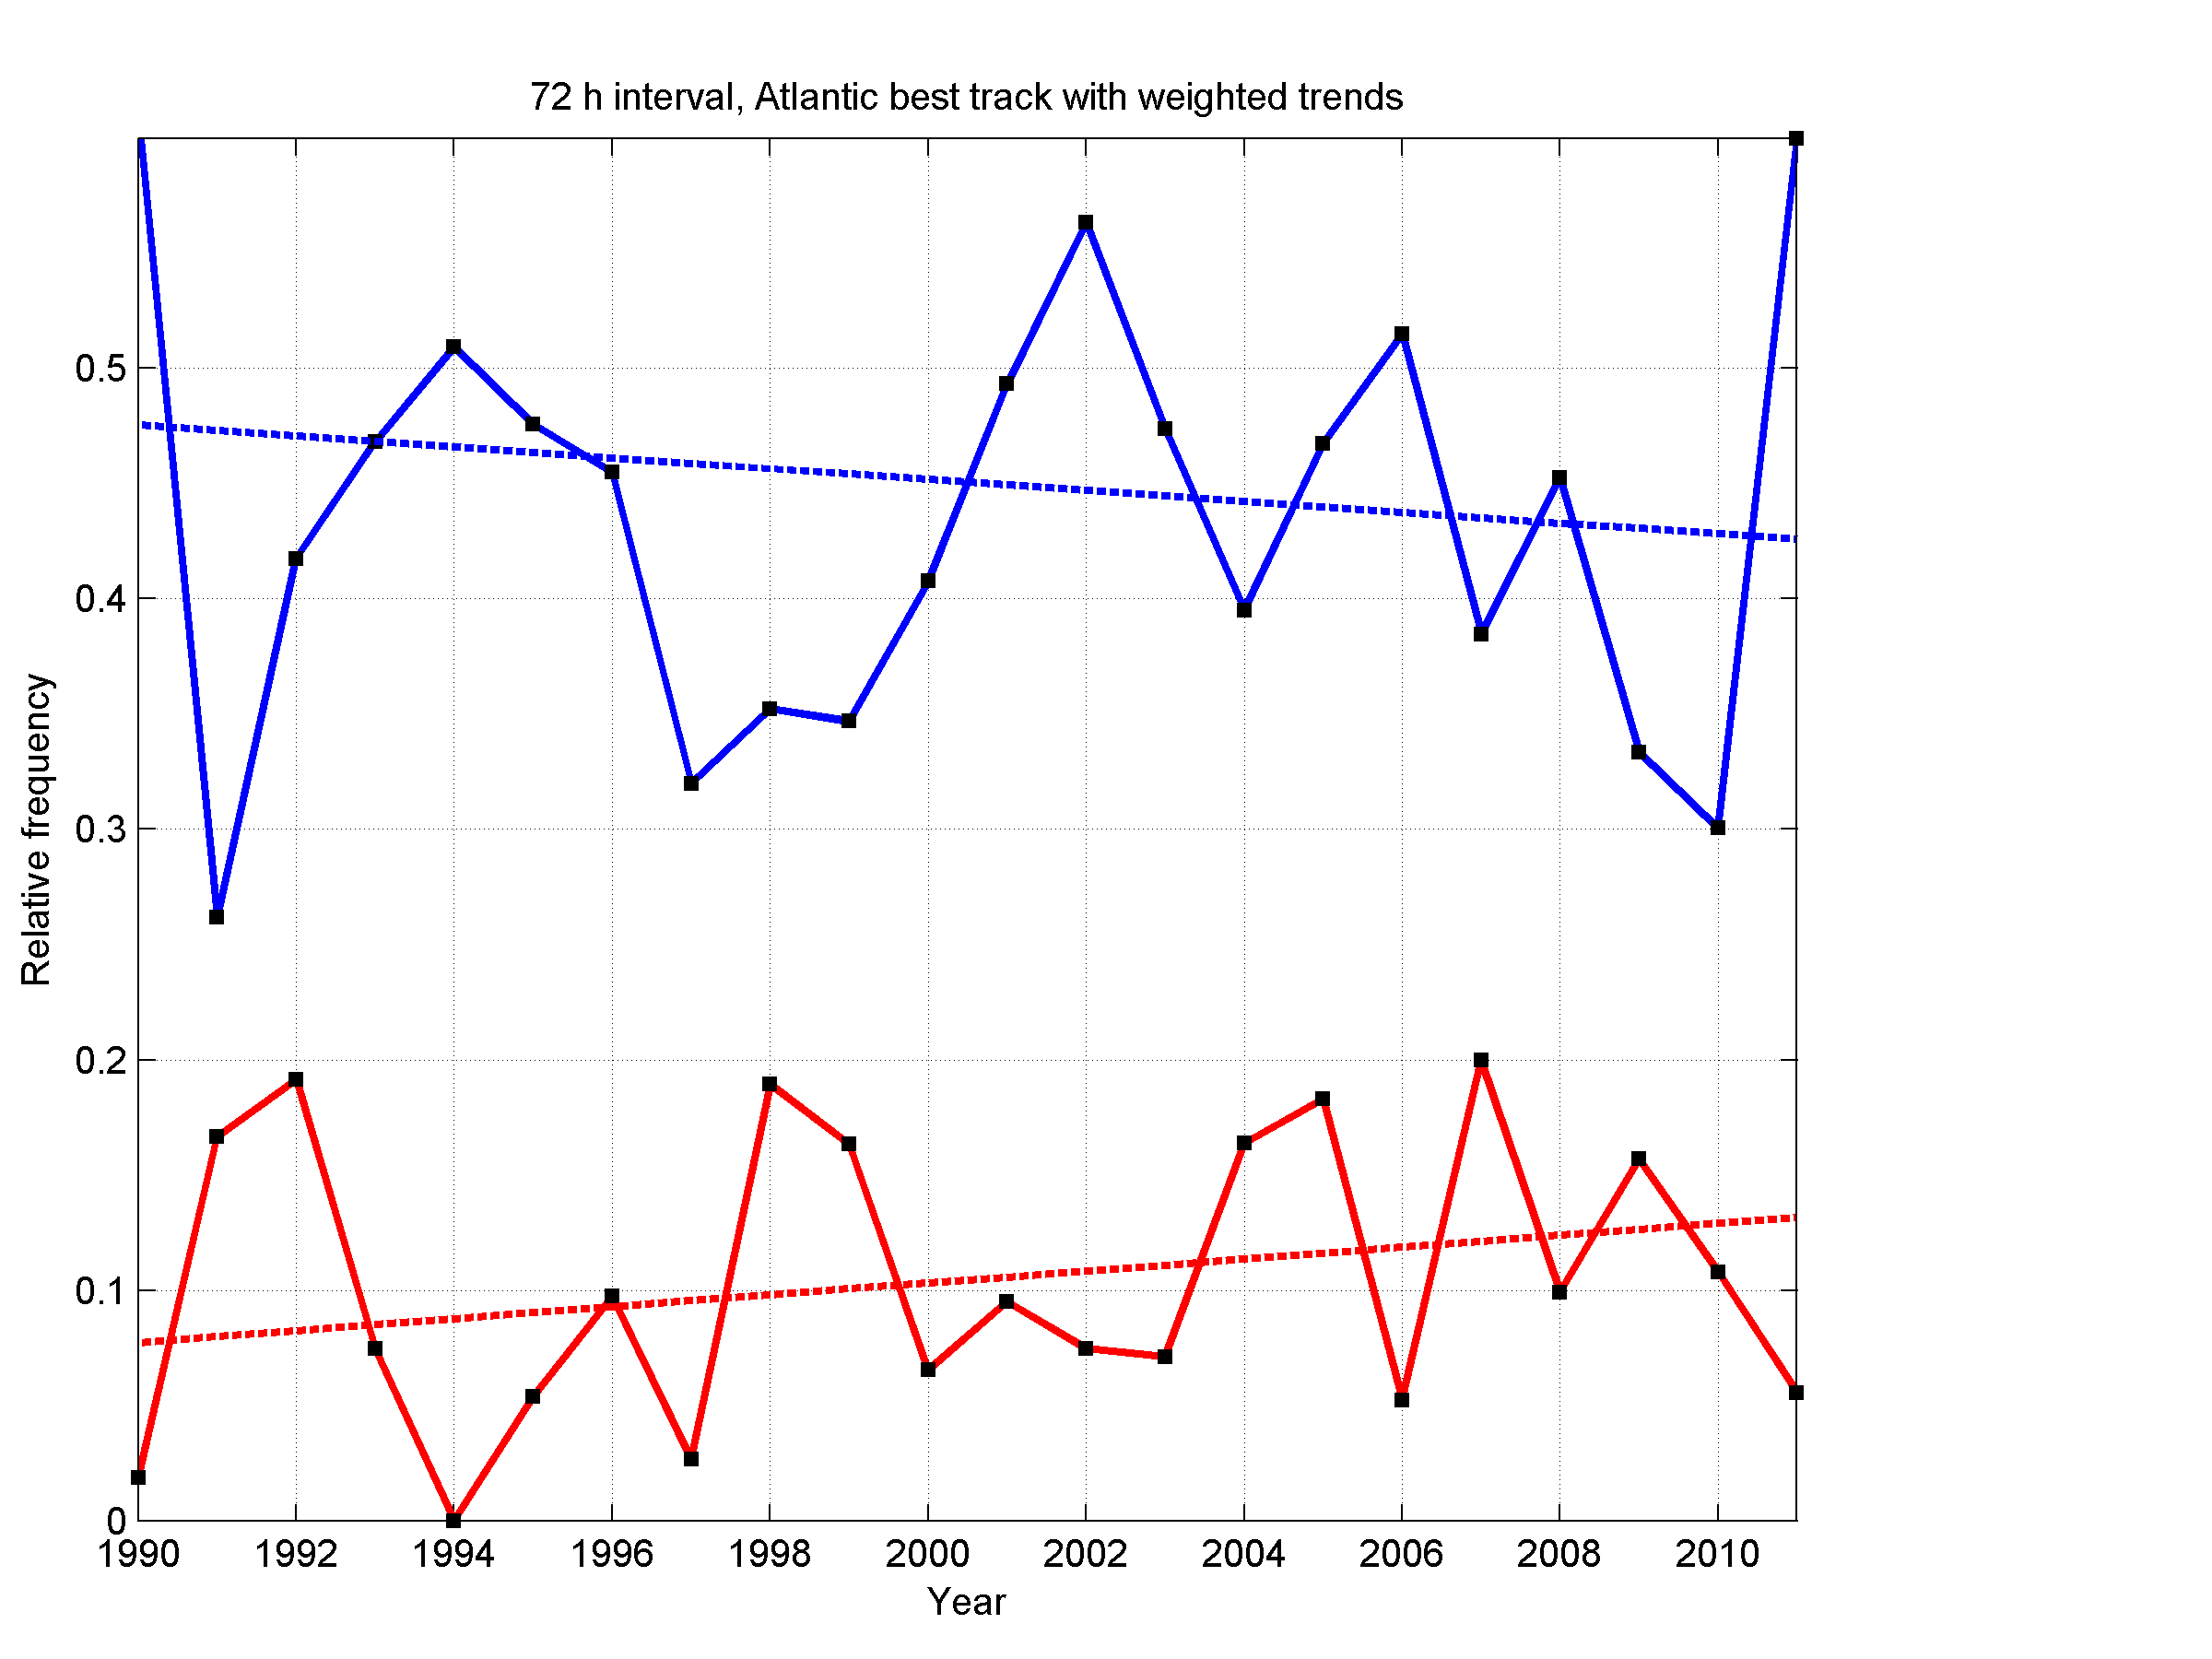 72 h interval, Atlantic best track with weighted trends
0.5
0.4
0.3
0.2
0.1
0
Relative frequency
1990 1992 1994 1996 1998 2000 2002 2004 2006 2008 2010
Year